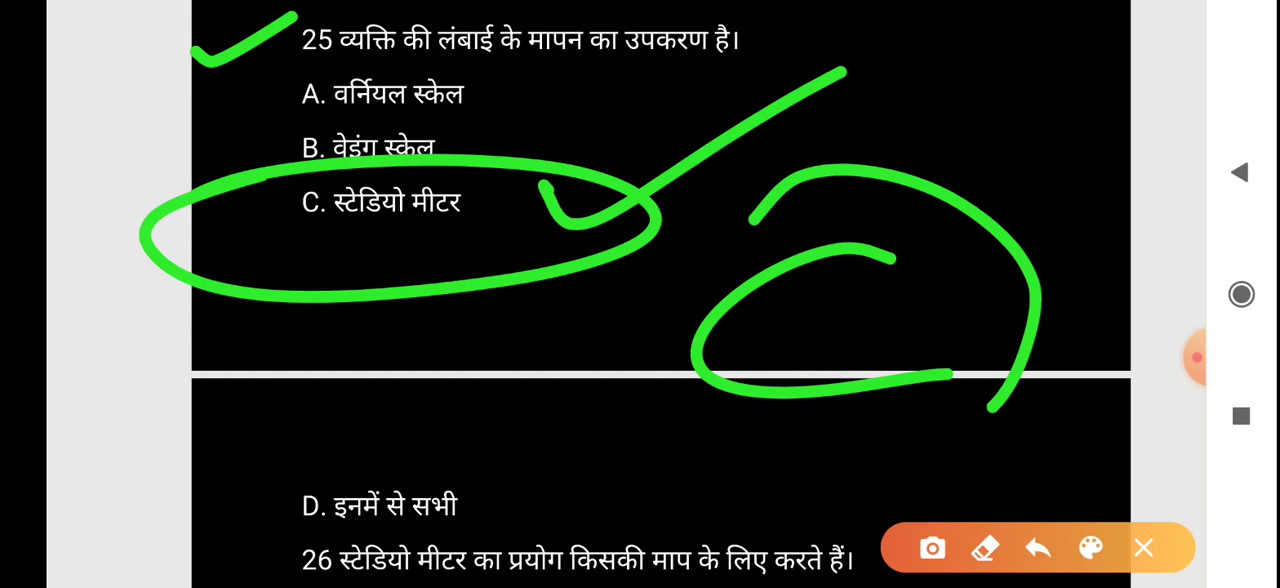 25 व्यक्ति की लंबाई के मापन का उपकरण है।
A. वर्नियल स्केल
B. वेइंग स्केल
C. स्टेडियो मीटर
D. इनमें से सभी
26 स्टेडियो मीटर का प्रयोग किसकी माप के लिए करते हैं।